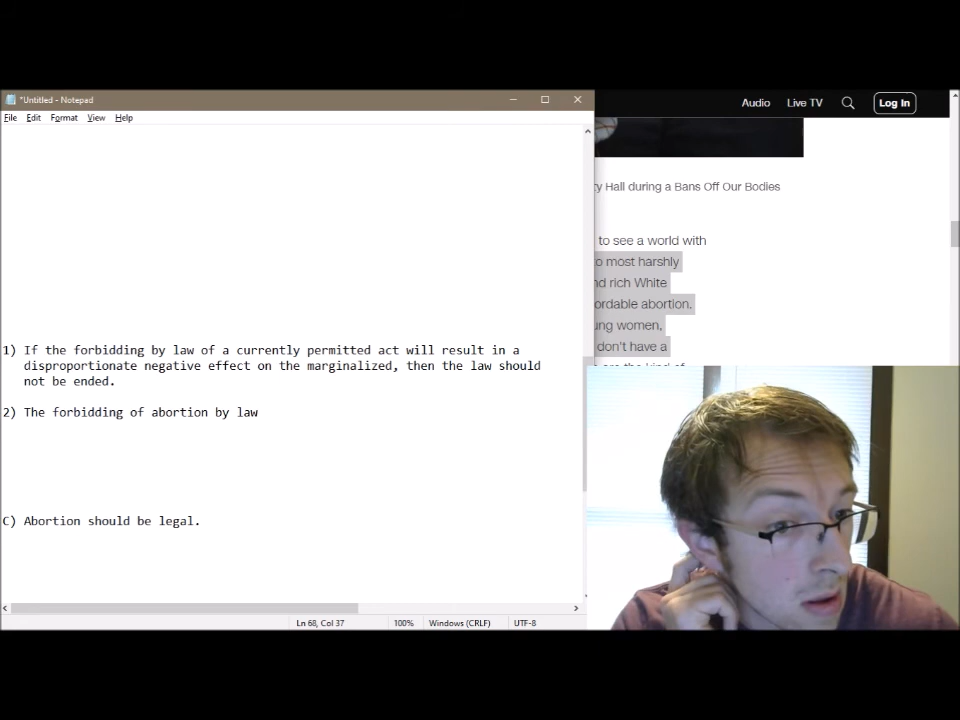 *Untitled - Notepad
File Edit Format View Help
Audio Live TV Log In
ty Hall during a Bans Off Our Bodies
to see a world with
o most harshly
nd rich White
fordable abortion.
ung women,
don't have a
1) If the forbidding by law of a currently permitted act will result in a
disproportionate negative effect on the marginalized, then the law should
not be ended.
2) The forbidding of abortion by law
C) Abortion should be legal.
Ln 68, Col 37 100% Windows (CRLF) UTF-8